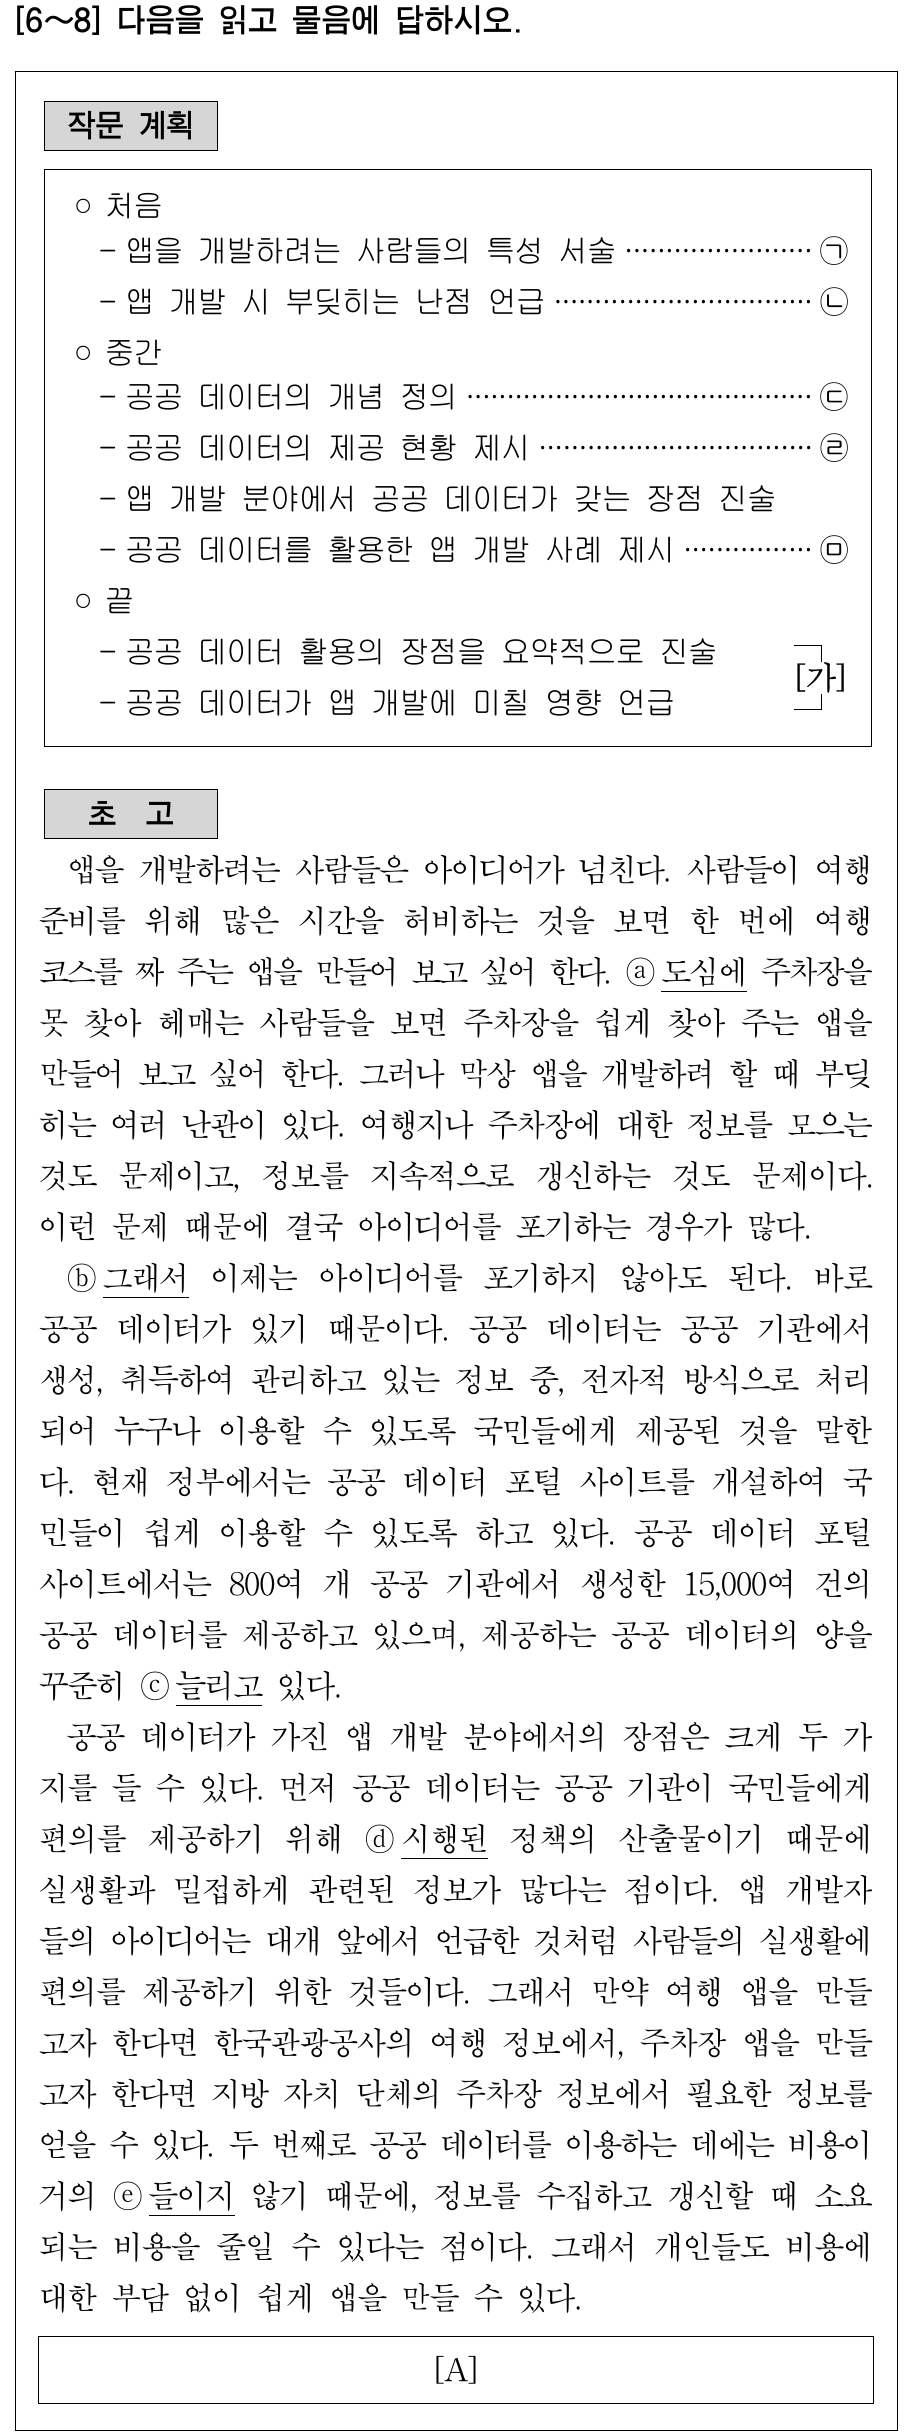 [6～8] 다음을 읽고 물음에 답하시오.
작문 계획
○ 처음
- 앱을 개발하려는 사람들의 특성 서술 ······················· ㉠
- 앱 개발 시 부딪히는 난점 언급 ································ ㉡
○ 중간
- 공공 데이터의 개념 정의 ··········································· ㉢
- 공공 데이터의 제공 현황 제시 ·································· ㉣
- 앱 개발 분야에서 공공 데이터가 갖는 장점 진술
- 공공 데이터를 활용한 앱 개발 사례 제시 ················ ㉤
○ 끝
- 공공 데이터 활용의 장점을 요약적으로 진술
[가]
- 공공 데이터가 앱 개발에 미칠 영향 언급
초 고
앱을 개발하려는 사람들은 아이디어가 넘친다. 사람들이 여행
준비를 위해 많은 시간을 허비하는 것을 보면 한 번에 여행
코스를 짜 주는 앱을 만들어 보고 싶어 한다. ⓐ도심에 주차장을
못 찾아 헤매는 사람들을 보면 주차장을 쉽게 찾아 주는 앱을
만들어 보고 싶어 한다. 그러나 막상 앱을 개발하려 할 때 부딪
히는 여러 난관이 있다. 여행지나 주차장에 대한 정보를 모으는
것도 문제이고, 정보를 지속적으로 갱신하는 것도 문제이다.
이런 문제 때문에 결국 아이디어를 포기하는 경우가 많다.
ⓑ그래서 이제는 아이디어를 포기하지 않아도 된다. 바로
공공 데이터가 있기 때문이다. 공공 데이터는 공공 기관에서
생성, 취득하여 관리하고 있는 정보 중, 전자적 방식으로 처리
되어 누구나 이용할 수 있도록 국민들에게 제공된 것을 말한
다. 현재 정부에서는 공공 데이터 포털 사이트를 개설하여 국
민들이 쉽게 이용할 수 있도록 하고 있다. 공공 데이터 포털
사이트에서는 800여 개 공공 기관에서 생성한 15,000여 건의
공공 데이터를 제공하고 있으며, 제공하는 공공 데이터의 양을
꾸준히 ⓒ늘리고 있다.
공공 데이터가 가진 앱 개발 분야에서의 장점은 크게 두 가
지를 들 수 있다. 먼저 공공 데이터는 공공 기관이 국민들에게
편의를 제공하기 위해 ⓓ시행된 정책의 산출물이기 때문에
실생활과 밀접하게 관련된 정보가 많다는 점이다. 앱 개발자
들의 아이디어는 대개 앞에서 언급한 것처럼 사람들의 실생활에
편의를 제공하기 위한 것들이다. 그래서 만약 여행 앱을 만들
고자 한다면 한국관광공사의 여행 정보에서, 주차장 앱을 만들
고자 한다면 지방 자치 단체의 주차장 정보에서 필요한 정보를
얻을 수 있다. 두 번째로 공공 데이터를 이용하는 데에는 비용이
거의 ⓔ들이지 않기 때문에, 정보를 수집하고 갱신할 때 소요
되는 비용을 줄일 수 있다는 점이다. 그래서 개인들도 비용에
대한 부담 없이 쉽게 앱을 만들 수 있다.
[A]